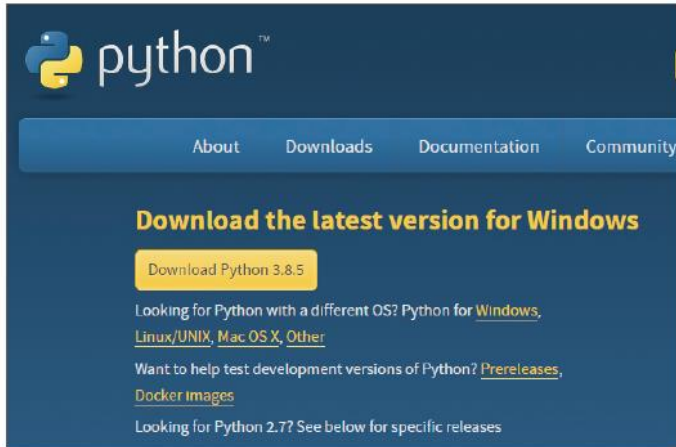 python™
About Downloads Documentation Community
Download the latest version for Windows
Download Python 3.8.5
Looking for Python with a different OS? Python for Windows,
Linux/UNIX, Mac OS X, Other
Want to help test development versions of Python? Prereleases,
Docker images
Looking for Python 2.7? See below for specific releases